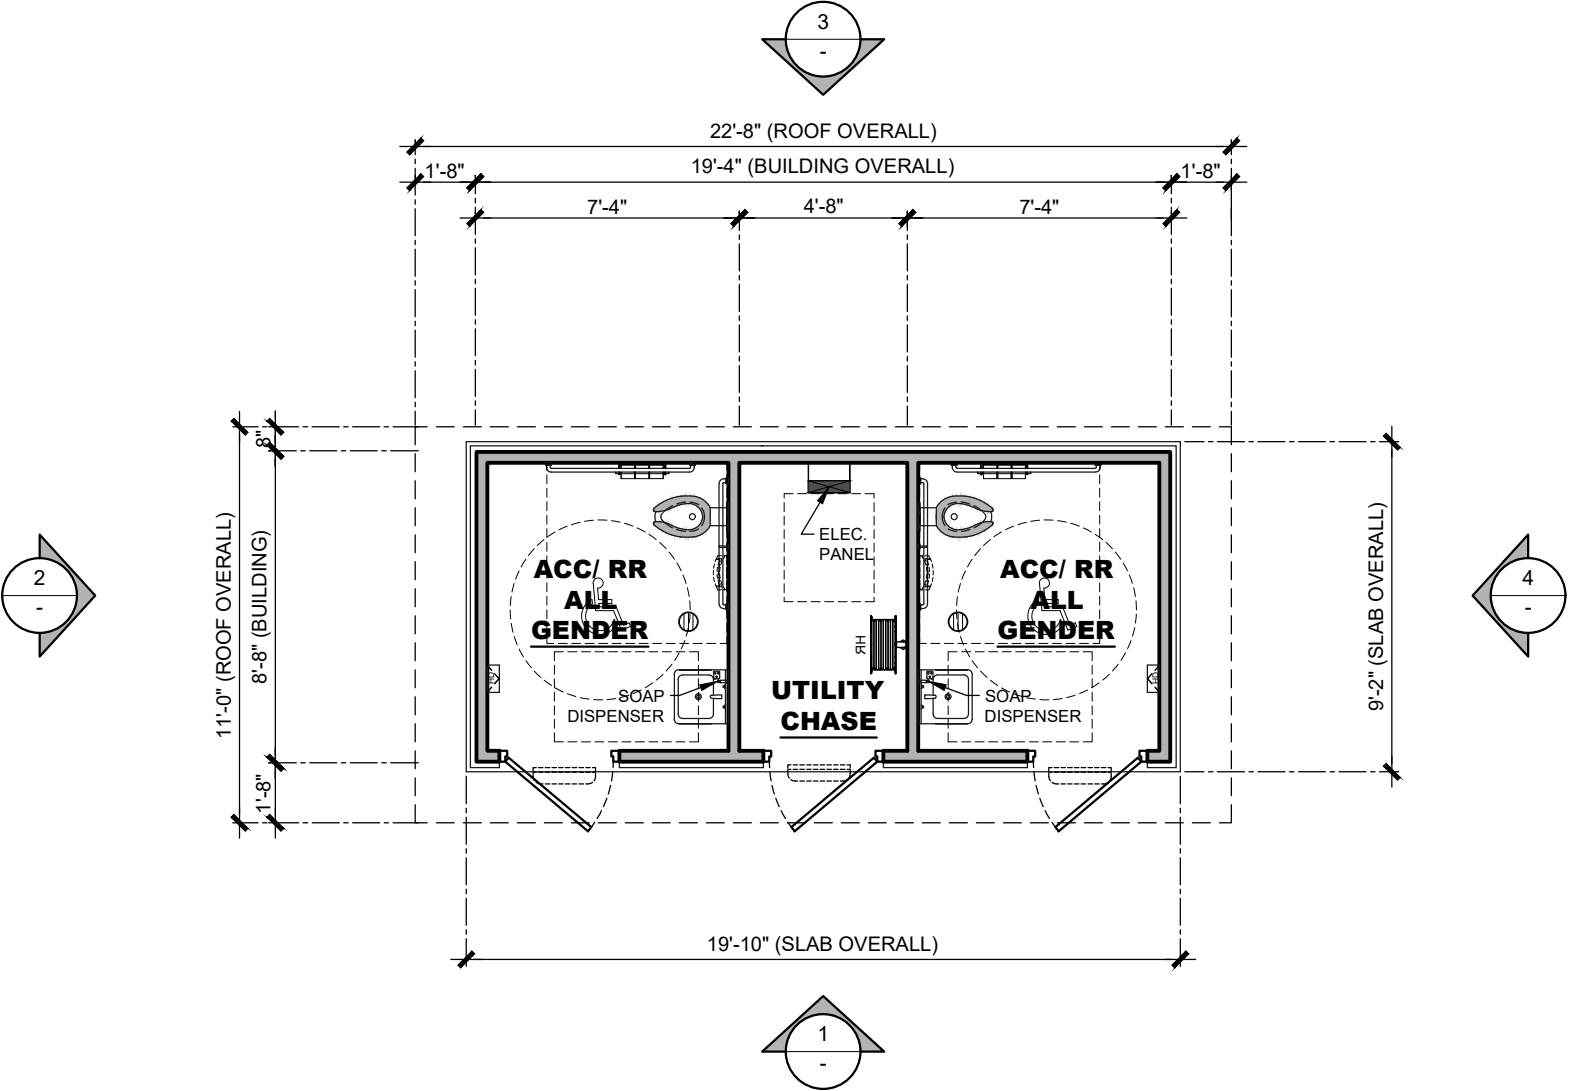 3
-
22'-8" (ROOF OVERALL)
1'-8"
19'-4" (BUILDING OVERALL)
1'-8"
7'-4"
4'-8"
7'-4"
8"
11'-0" (ROOF OVERALL)
8'-8" (BUILDING)
1'-8"
9'-2" (SLAB OVERALL)
2
-
4
-
ELEC.
PANEL
ACC/ RR
ALL
GENDER
ACC/ RR
ALL
GENDER
HR
UTILITY
CHASE
SOAP
DISPENSER
SOAP
DISPENSER
19'-10" (SLAB OVERALL)
1
-